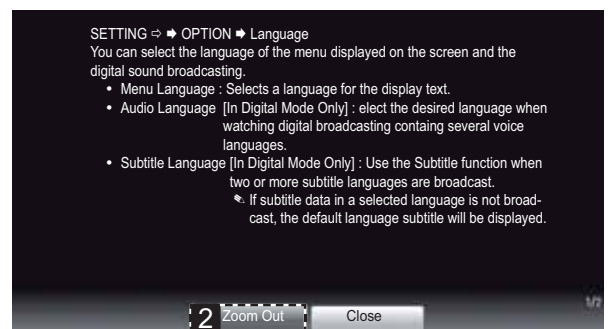 SETTING ⇨ ➡ OPTION ➡ Language
You can select the language of the menu displayed on the screen and the
digital sound broadcasting.
• Menu Language : Selects a language for the display text.
• Audio Language [In Digital Mode Only] : elect the desired language when
watching digital broadcasting containg several voice
languages.
• Subtitle Language [In Digital Mode Only] : Use the Subtitle function when
two or more subtitle languages are broadcast.
✎ If subtitle data in a selected language is not broad-
cast, the default language subtitle will be displayed.
1/2
2 Zoom Out Close